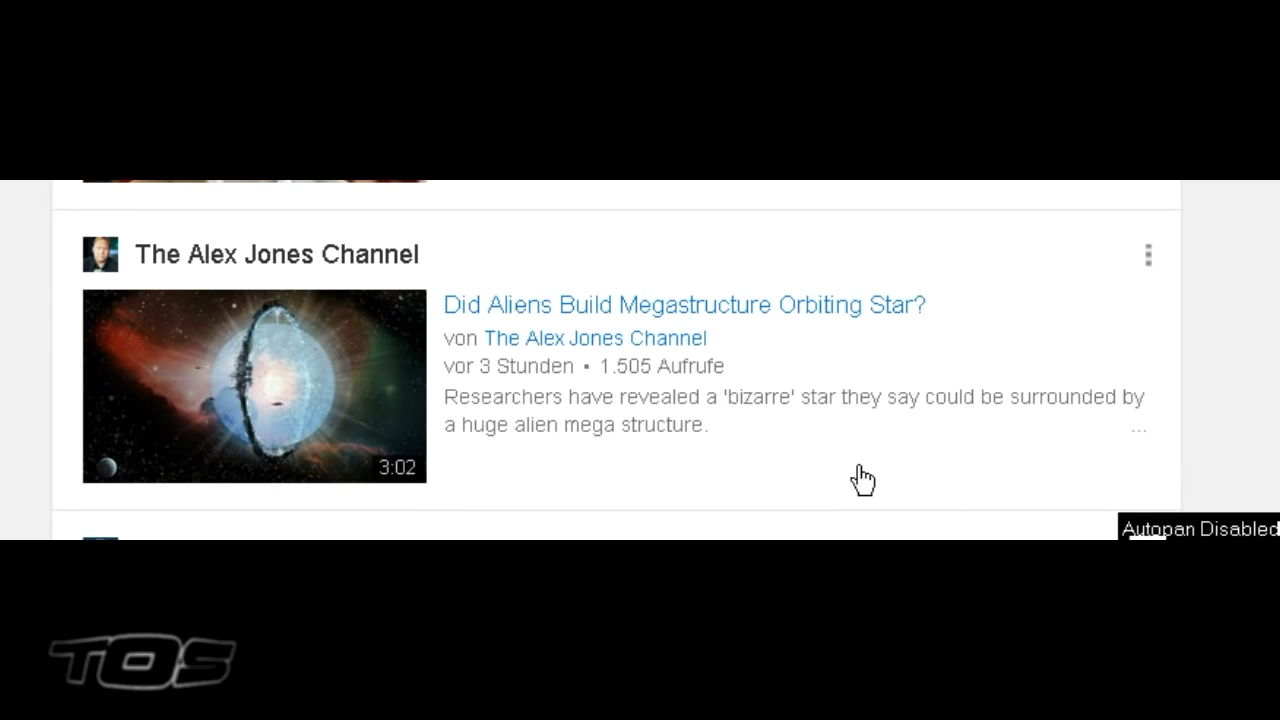 The Alex Jones Channel
3:02
Did Aliens Build Megastructure Orbiting Star?
von The Alex Jones Channel
vor 3 Stunden • 1.505 Aufrufe
Researchers have revealed a 'bizarre' star they say could be surrounded by
a huge alien mega structure.
...
Autopan Disabled
TOS